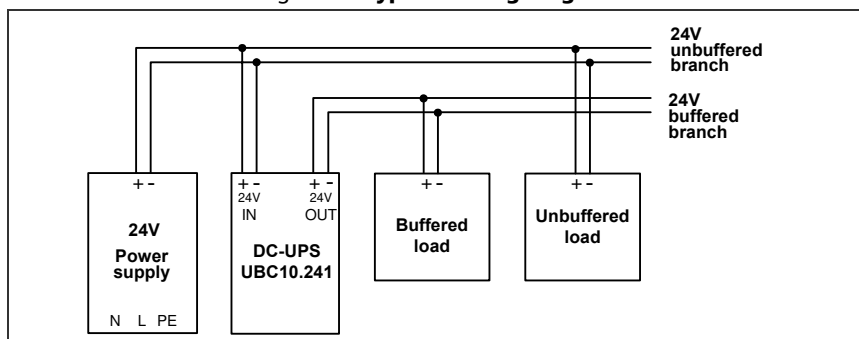 24V
unbuffered
branch
24V
buffered
branch
+ -
24V
Power
supply
N L PE
+ -
24V
IN
+ -
24V
OUT
DC-UPS
UBC10.241
+ -
Buffered
load
+ -
Unbuffered
load